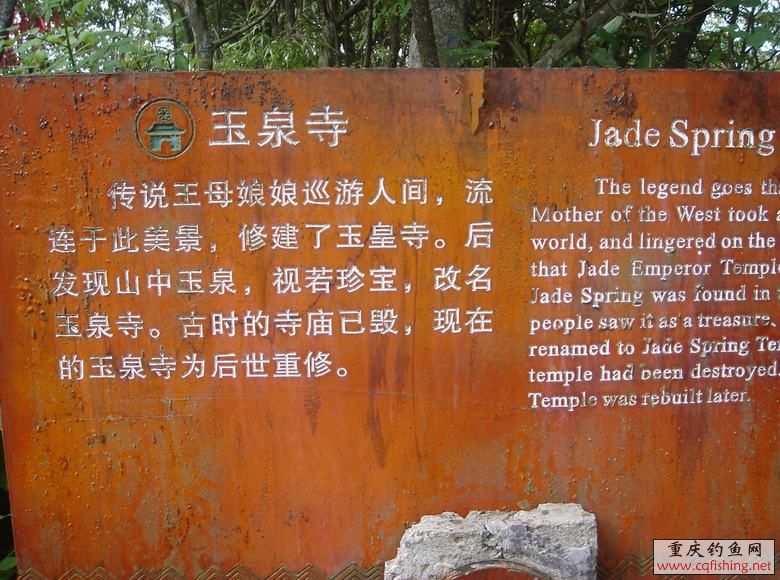 玉泉寺
传说王母娘娘巡游人间，流
连于此美景，修建了玉皇寺。后
发现山中玉泉，视若珍宝，改名
玉泉寺。古时的寺庙已毁，现在
的玉泉寺为后世重修。
Jade Spring
The legend goes
Mother of the West took
world, and lingered on the
that Jade Emperor
Jade Spring was found in
people saw it as a treasure.
renamed to Jade Spring
temple had been destroyed.
Temple was rebuilt later.
重庆钓鱼网
www.cqfishing.net